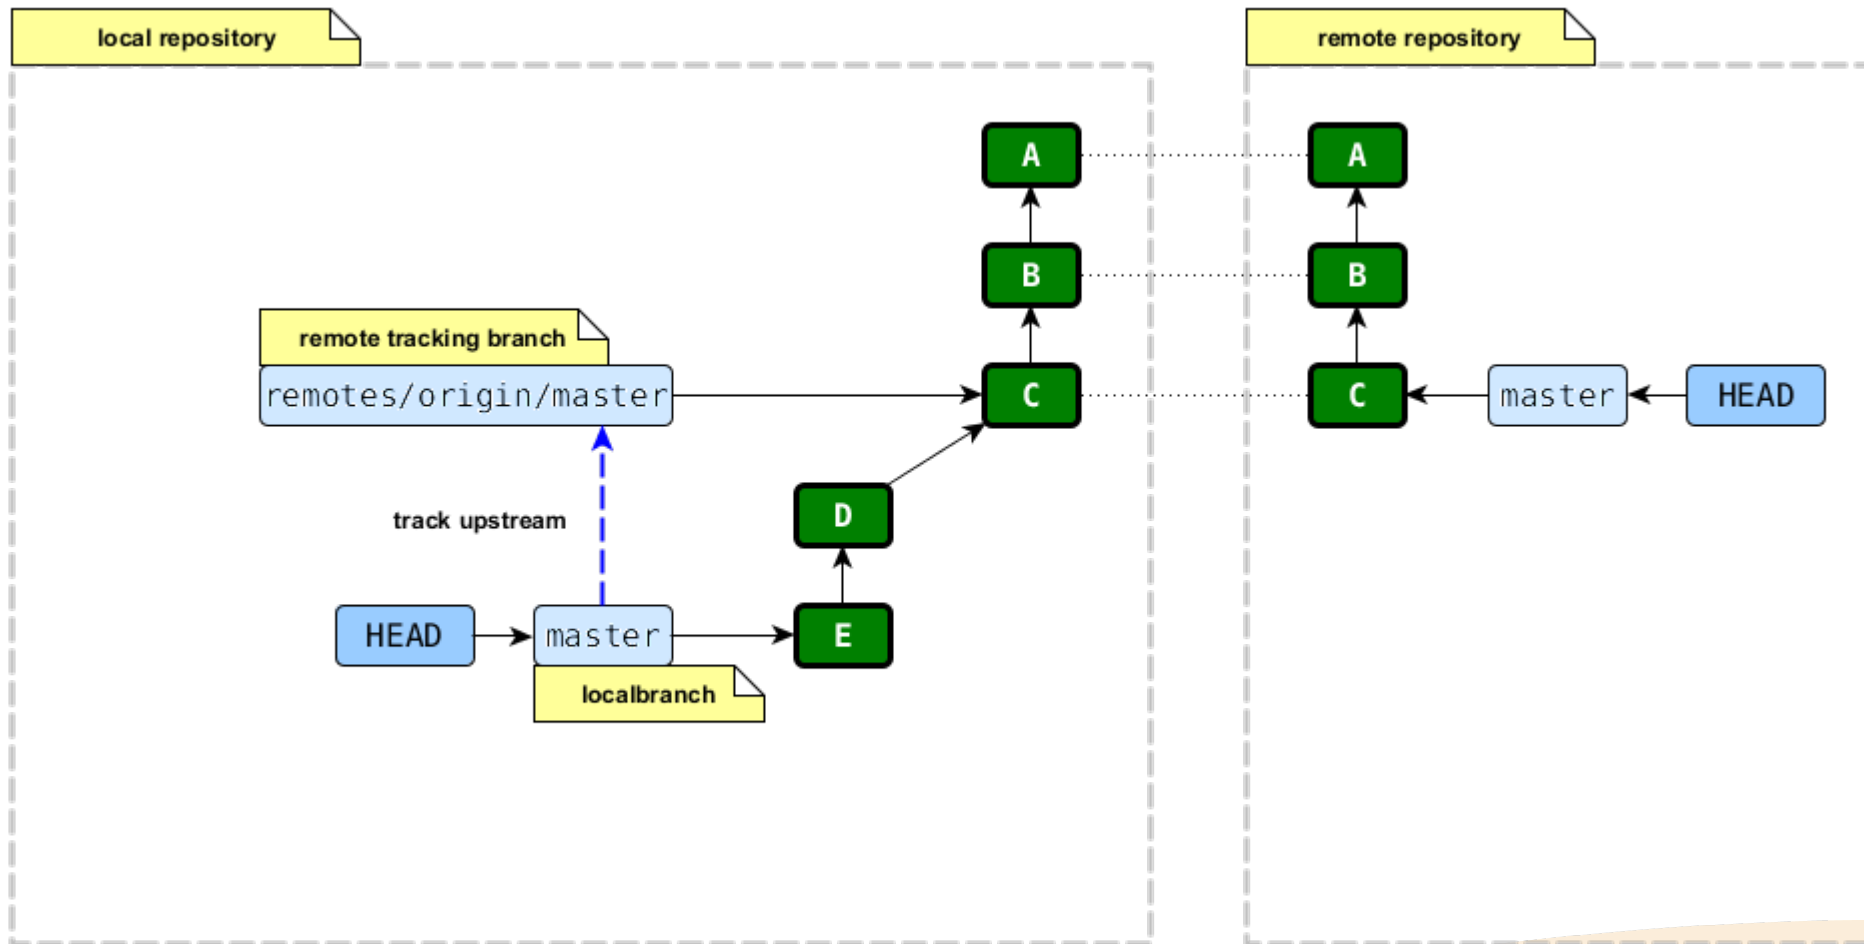 local repository
remote repository
A
A
B
B
remote tracking branch
remotes/origin/master
C
C
master
HEAD
D
track upstream
HEAD
master
E
localbranch